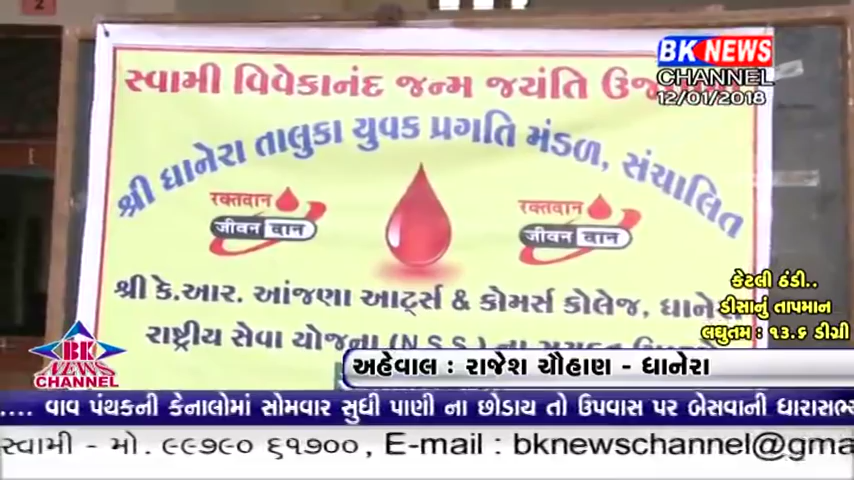 2
સ્વામી વિવેકાનંદ જન્મ જયંતિ
BK NEWS
CHANNEL
12/01/2018
શ્રી ધાનેરા તાલુકા યુવક પ્રગતિ મંડળ, સંચાલિત
રક્તદાન
જીવન દાન
રક્તદાન
જીવન દાન
શ્રી કે.આર. આંજણા આર્ટ્સ & કોમર્સ કોલેજ, ધાનેરા
રાષ્ટ્રીય સેવા યોજના (N.S.S.) ના
કેટલી ઠંડી..
ડીસાનું તાપમાન
લઘુતમ : ૧૩.૬ ડીગ્રી
BK
NEWS
CHANNEL
અહેવાલ : રાજેશ ચૌહાણ - ધાનેરા
.... વાવ પંથકની કેનાલોમાં સોમવાર સુધી પાણી ના છોડાય તો ઉપવાસ પર બેસવાની ધારાસભ્ય
સ્વામી - મો. ૯૯૭૯૦ ૬૧૭૦૦, E-mail : bknewschannel@gma